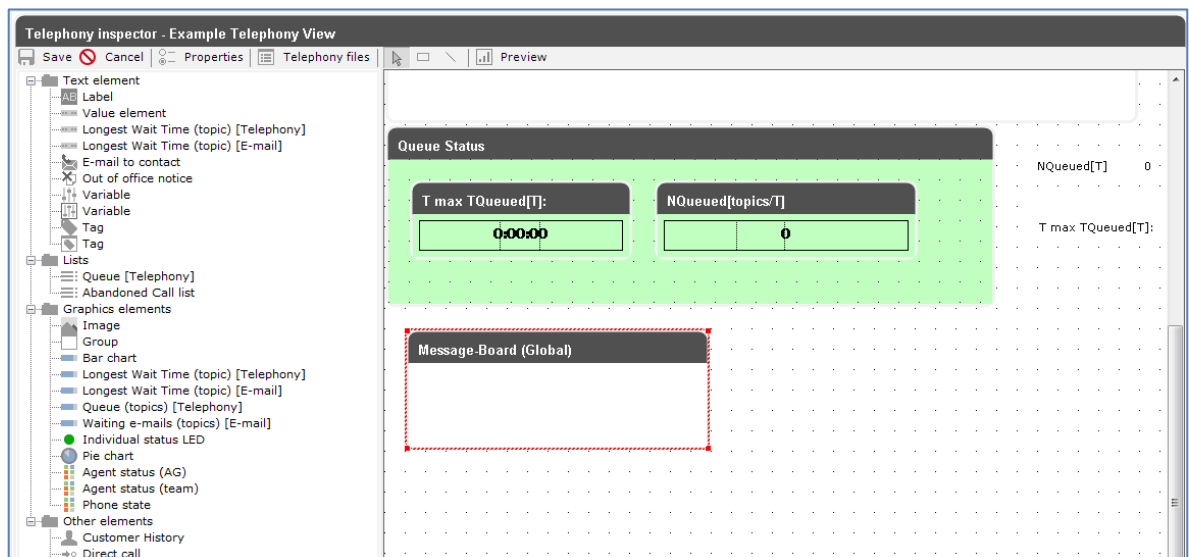 Telephony inspector - Example Telephony View
Save Cancel Properties Telephony files Preview
Text element
AB Label
Value element
Longest Wait Time (topic) [Telephony]
Longest Wait Time (topic) [E-mail]
E-mail to contact
Out of office notice
Variable
Variable
Tag
Tag
Lists
Queue [Telephony]
Abandoned Call list
Graphics elements
Image
Group
Bar chart
Longest Wait Time (topic) [Telephony]
Longest Wait Time (topic) [E-mail]
Queue (topics) [Telephony]
Waiting e-mails (topics) [E-mail]
Individual status LED
Pie chart
Agent status (AG)
Agent status (team)
Phone state
Other elements
Customer History
Direct call
Queue Status
T max TQueued[T]:
0:00:00
NQueued[topics/T]
0
NQueued[T] 0
T max TQueued[T]:
Message-Board (Global)